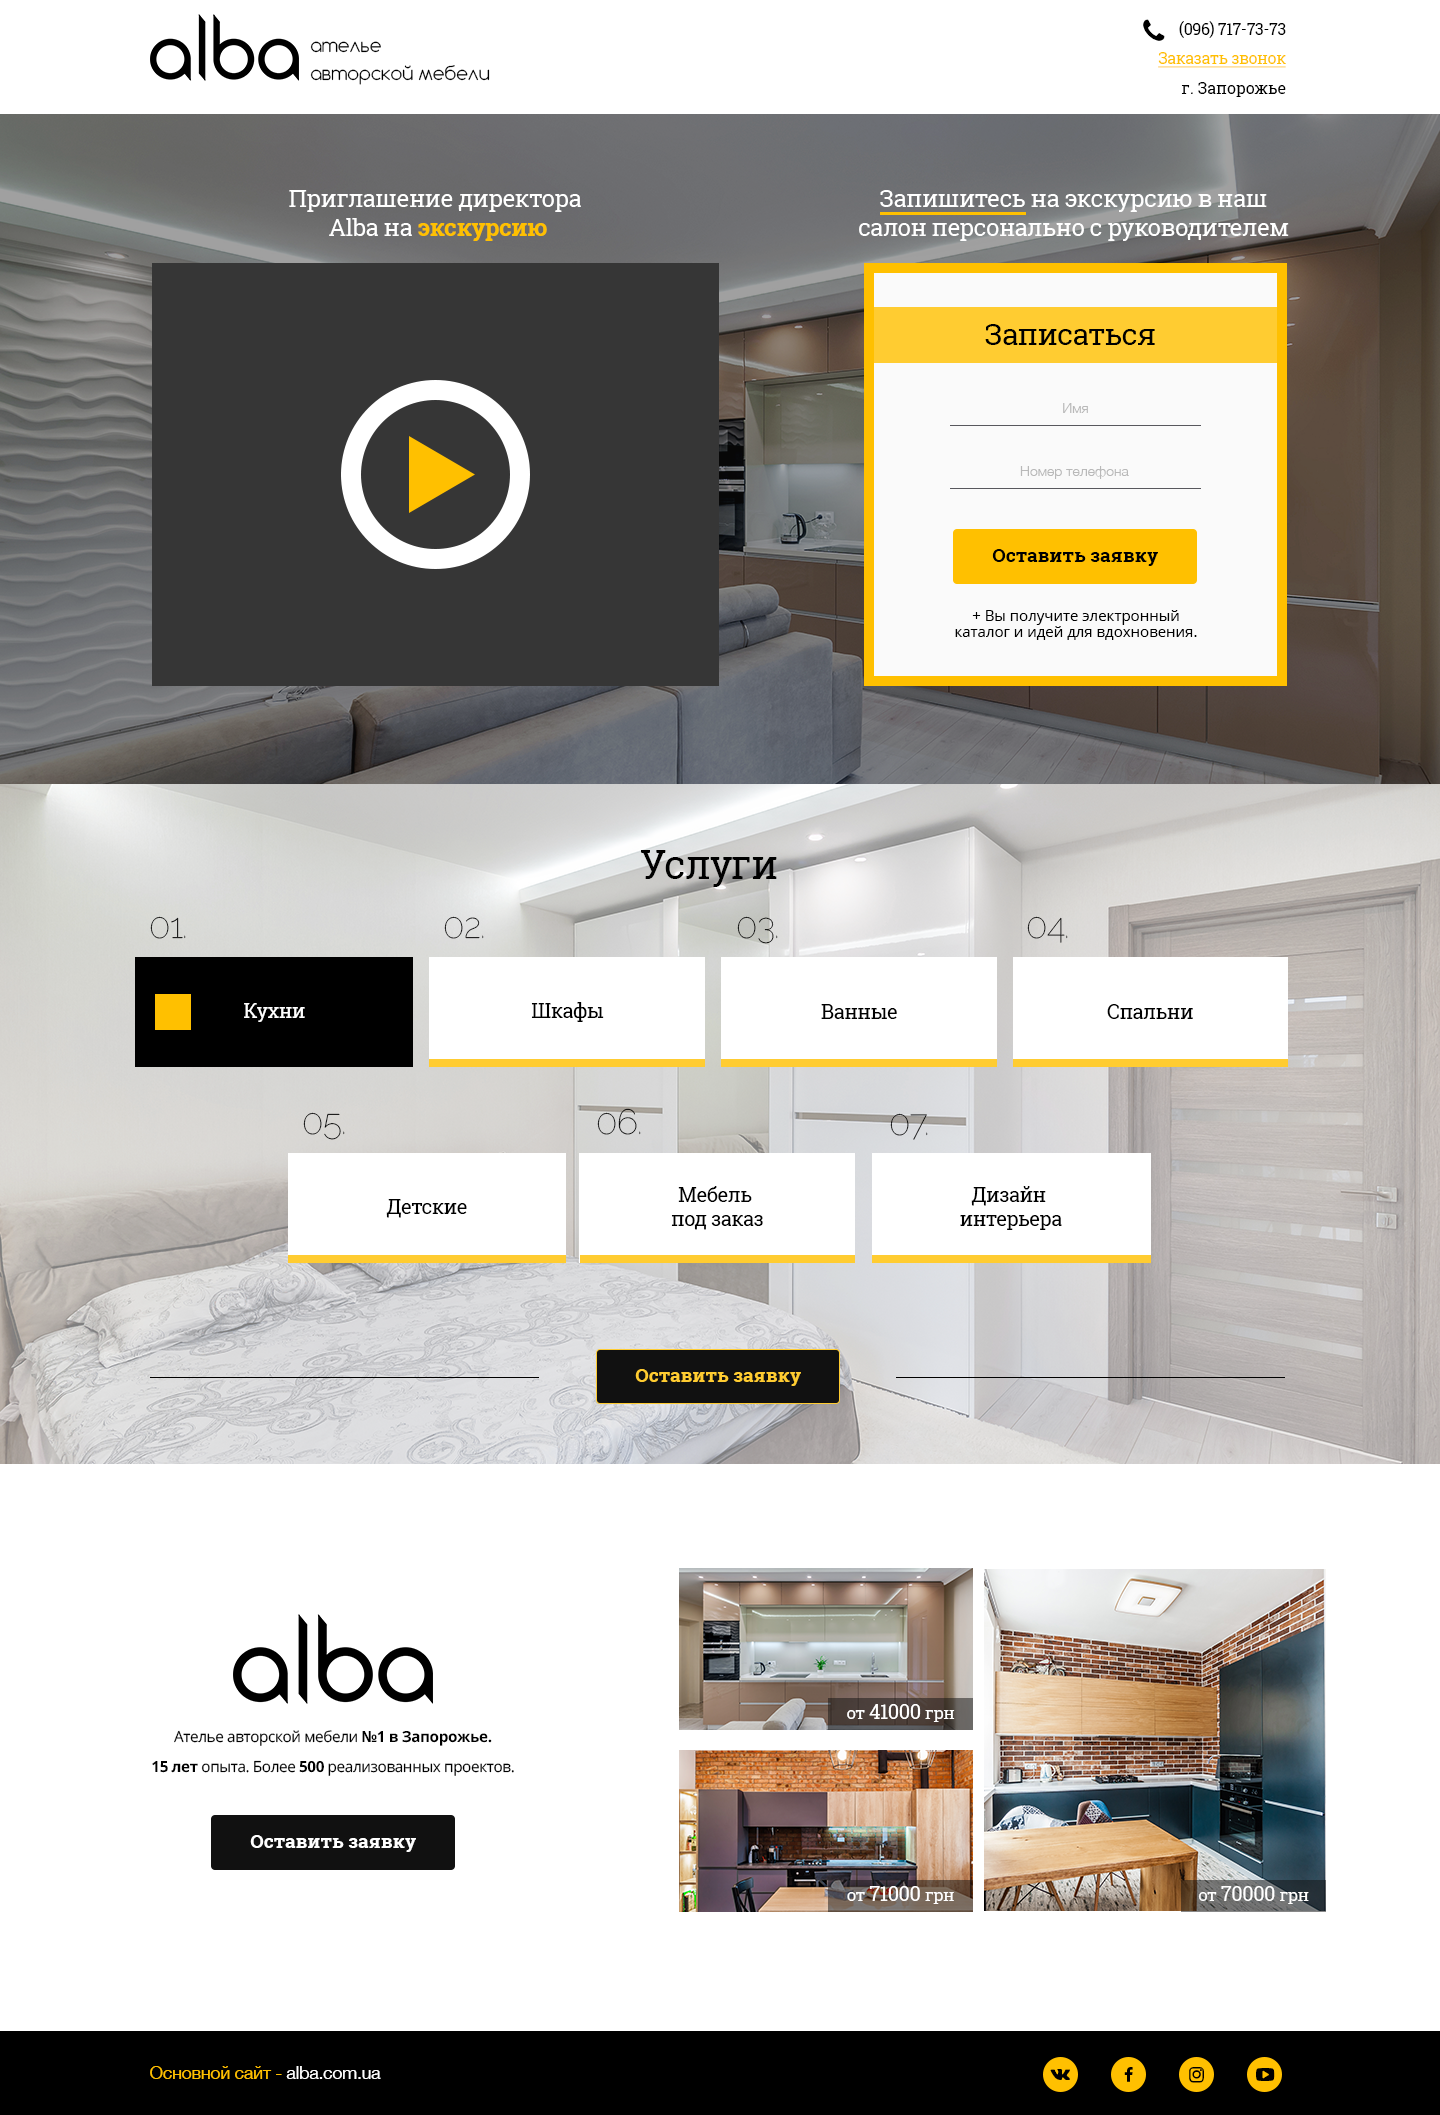 alba
ателье
авторской мебели
(096) 717-73-73
Заказать звонок
г. Запорожье
Приглашение директора
Alba на экскурсию
Запишитесь на экскурсию в наш
салон персонально с руководителем
Записаться
Имя
Номер телефона
Оставить заявку
+ Вы получите электронный
каталог и идей для вдохновения.
Услуги
01.
02.
03.
04.
Кухни
Шкафы
Ванные
Спальни
05.
06.
07.
Детские
Мебель
под заказ
Дизайн
интерьера
Оставить заявку
alba
Ателье авторской мебели №1 в Запорожье.
15 лет опыта. Более 500 реализованных проектов.
Оставить заявку
от 41000 грн
от 71000 грн
от 70000 грн
Основной сайт - alba.com.ua